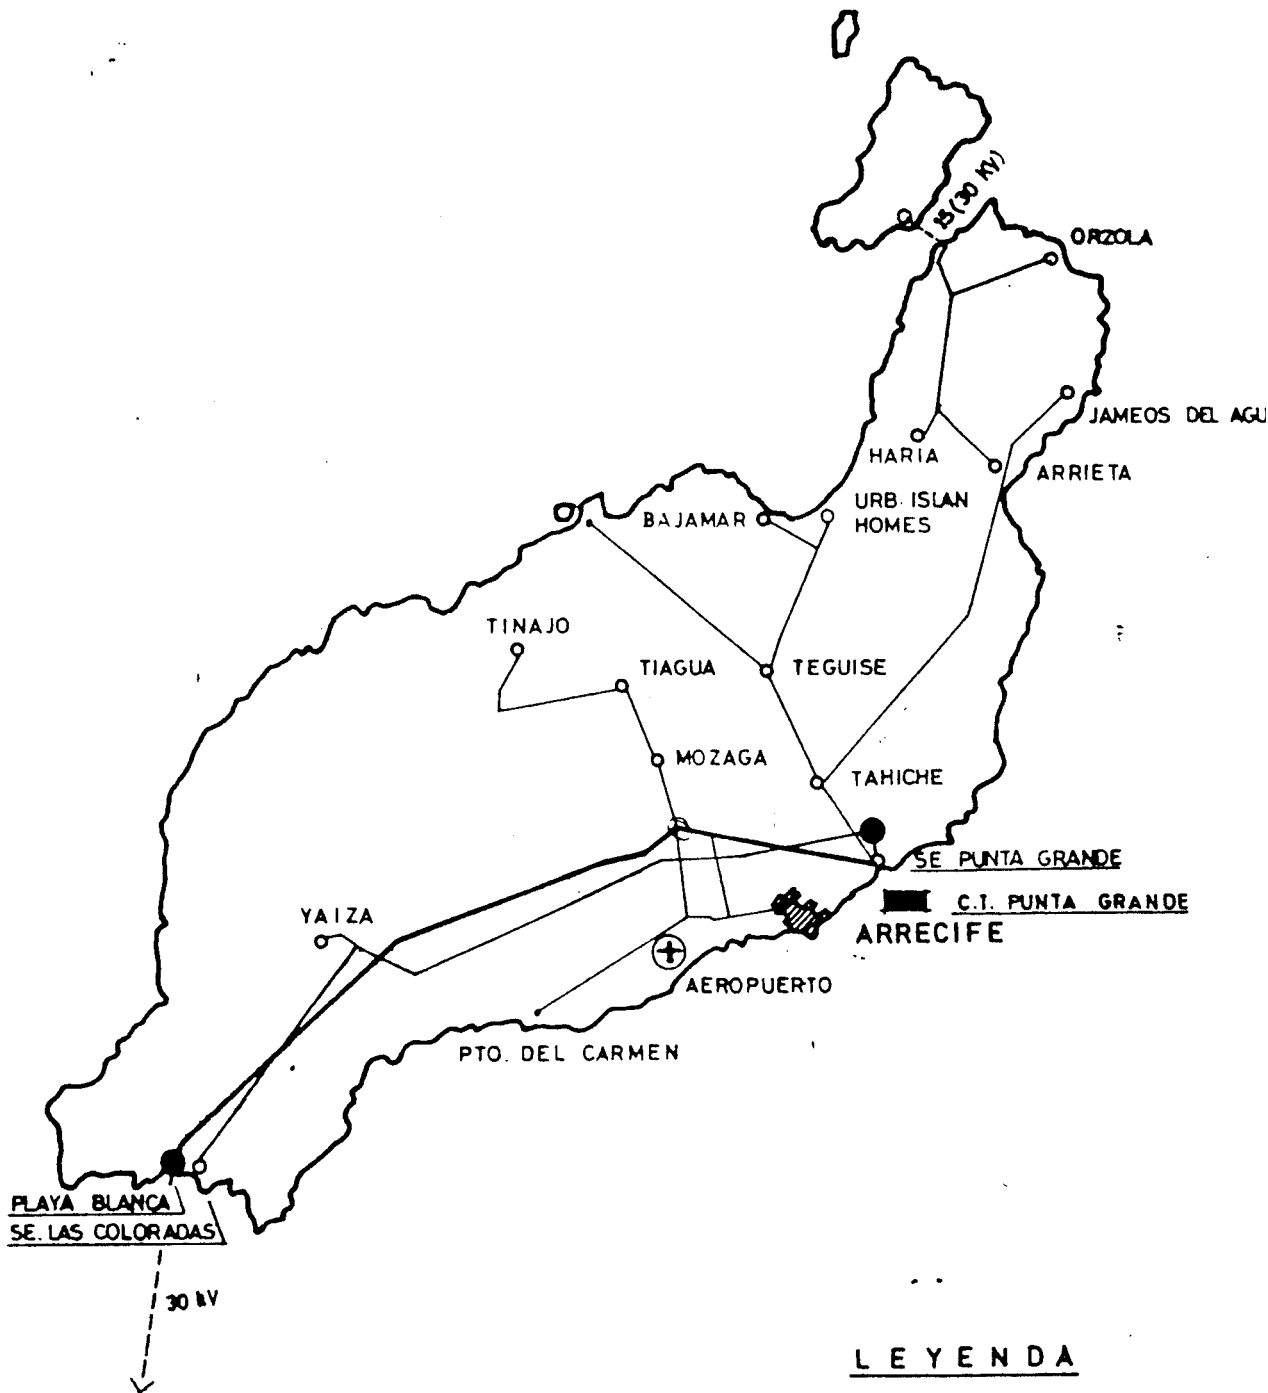 15 (30 KV)
ORZOLA
JAMEOS DEL AGU
HARIA
ARRIETA
URB. ISLAN
HOMES
BAJAMAR
TINAJO
TIAGUA
TEGUISE
MOZAGA
TAHICHE
SE PUNTA GRANDE
C.T. PUNTA GRANDE
YAIZA
ARRECIFE
AEROPUERTO
PTO. DEL CARMEN
PLAYA BLANCA
SE. LAS COLORADAS
30 kV
LEYENDA